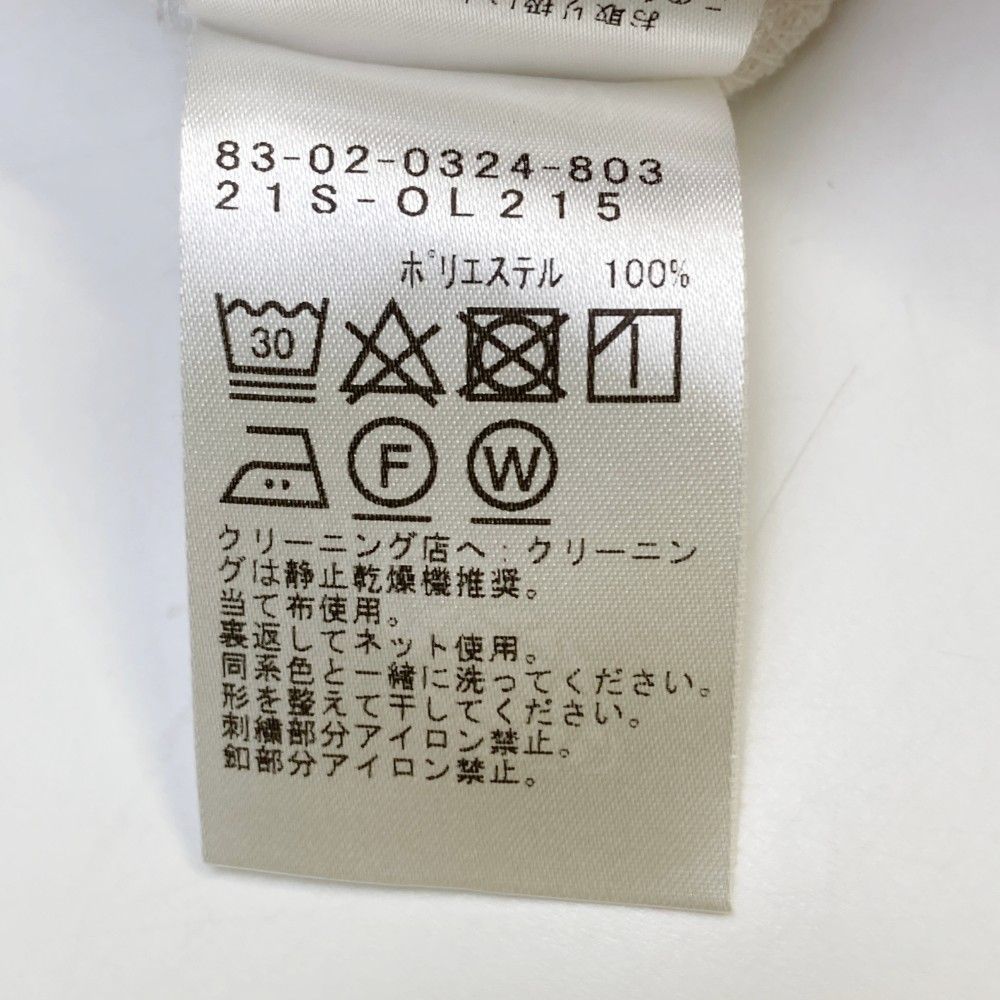 お取り扱い
83-02-0324-803
21S-OL215
ポリエステル 100%
30
F W
クリーニング店へ:クリーニン
グは静止乾燥機推奨。
当て布使用。
裏返してネット使用。
同系色と一緒に洗ってください。
形を整えて干してください。
刺繍部分アイロン禁止。
釦部分アイロン禁止。